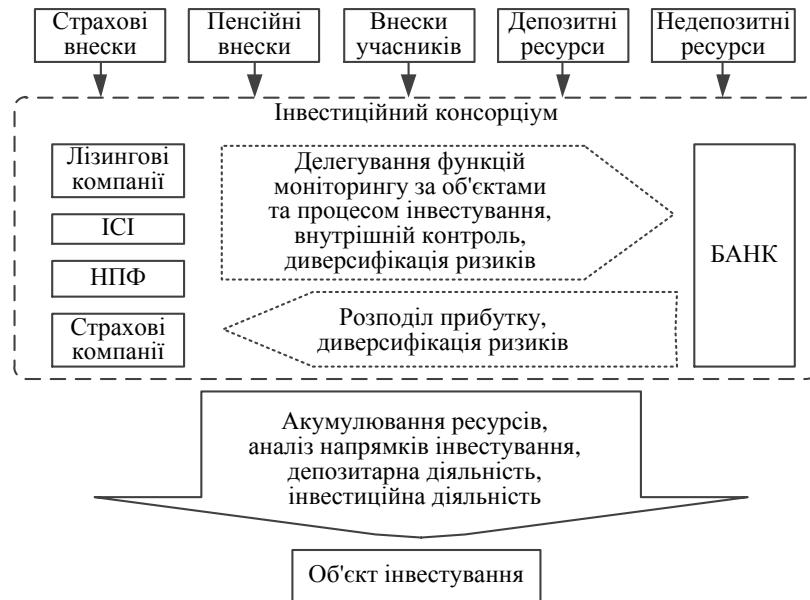 Страхові
внески
Пенсійні
внески
Внески
учасників
Депозитні
ресурси
Недепозитні
ресурси
Інвестиційний консорціум
Лізингові
компанії
ІСІ
НПФ
Страхові
компанії
Делегування функцій
моніторингу за об'єктами
та процесом інвестування,
внутрішній контроль,
диверсифікація ризиків
Розподіл прибутку,
диверсифікація ризиків
БАНК
Акумулювання ресурсів,
аналіз напрямків інвестування,
депозитарна діяльність,
інвестиційна діяльність
Об'єкт інвестування